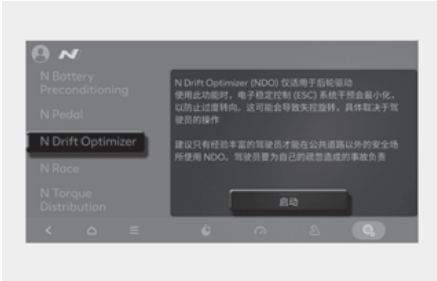 N Battery
Preconditioning
N Pedal
N Drift Optimizer
N Race
N Torque
Distribution
N Drift Optimizer (NDO) 仅适用于后轮驱动
使用此功能时，电子稳定控制 (ESC) 系统干预会最小化，
以防止过度转向。这可能会导致失控旋转，具体取决于驾
驶员的操作
建议只有经验丰富的驾驶员才能在公共道路以外的安全场
所使用 NDO。驾驶员要为自己的疏忽造成的事故负责
启动